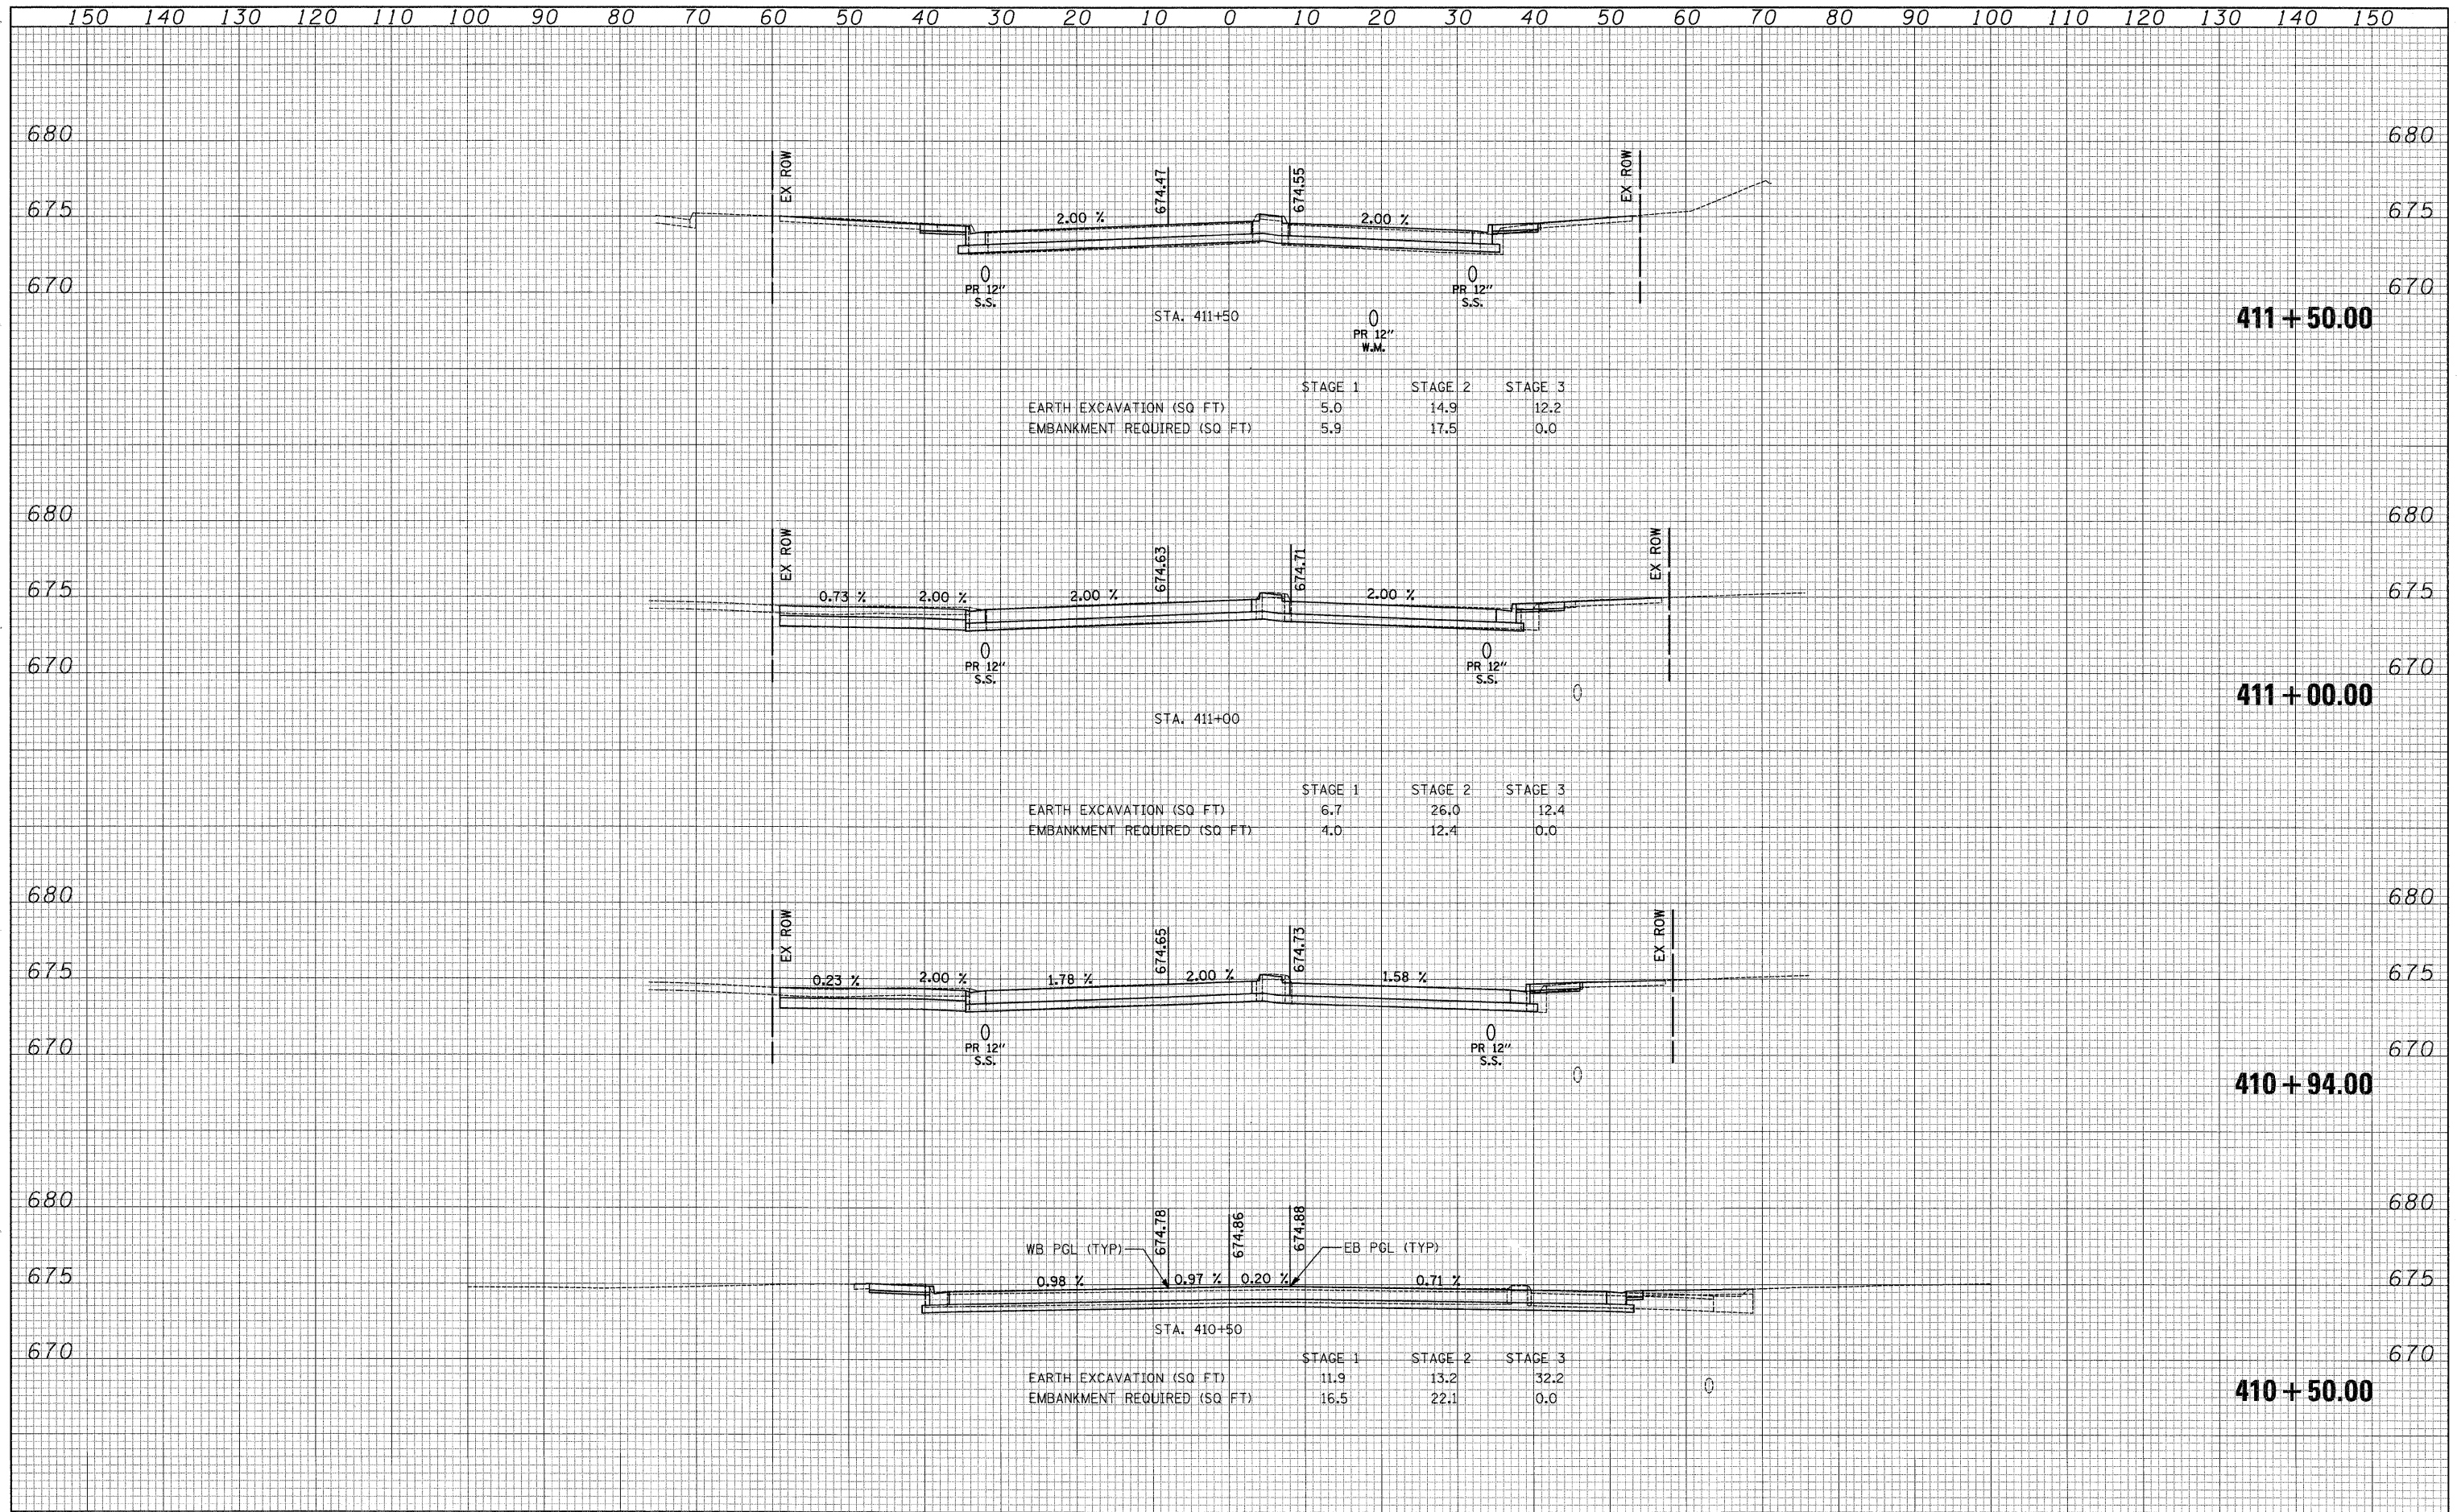 150 140 130 120 110 100 90 80 70 60 50 40 30 20 10 0 10 20 30 40 50 60 70 80 90 100 110 120 130 140 150
680 680
EX ROW 674.47 674.55 EX ROW
675 2.00 % 2.00 % 675
670 PR 12" PR 12" 670
S.S. S.S.
STA. 411+50 411+50.00
PR 12"
W.M.
STAGE 1 STAGE 2 STAGE 3
EARTH EXCAVATION (SQ FT) 5.0 14.9 12.2
EMBANKMENT REQUIRED (SQ FT) 5.9 17.5 0.0
680 680
EX ROW 674.63 674.71 EX ROW
675 0.73 % 2.00 % 2.00 % 2.00 % 675
670 PR 12" PR 12" 670
S.S. S.S.
411+00.00
STA. 411+00
STAGE 1 STAGE 2 STAGE 3
EARTH EXCAVATION (SQ FT) 6.7 26.0 12.4
EMBANKMENT REQUIRED (SQ FT) 4.0 12.4 0.0
680 680
EX ROW 674.65 674.73 EX ROW
675 0.23 % 2.00 % 1.78 % 2.00 % 1.58 % 675
670 PR 12" PR 12" 670
S.S. S.S.
410+94.00
680 680
674.78 674.86 674.88
WB PGL (TYP) EB PGL (TYP)
675 0.98 % 0.97 % 0.20 % 0.71 % 675
STA. 410+50
670 670
STAGE 1 STAGE 2 STAGE 3
EARTH EXCAVATION (SQ FT) 11.9 13.2 32.2
410+50.00
EMBANKMENT REQUIRED (SQ FT) 16.5 22.1 0.0